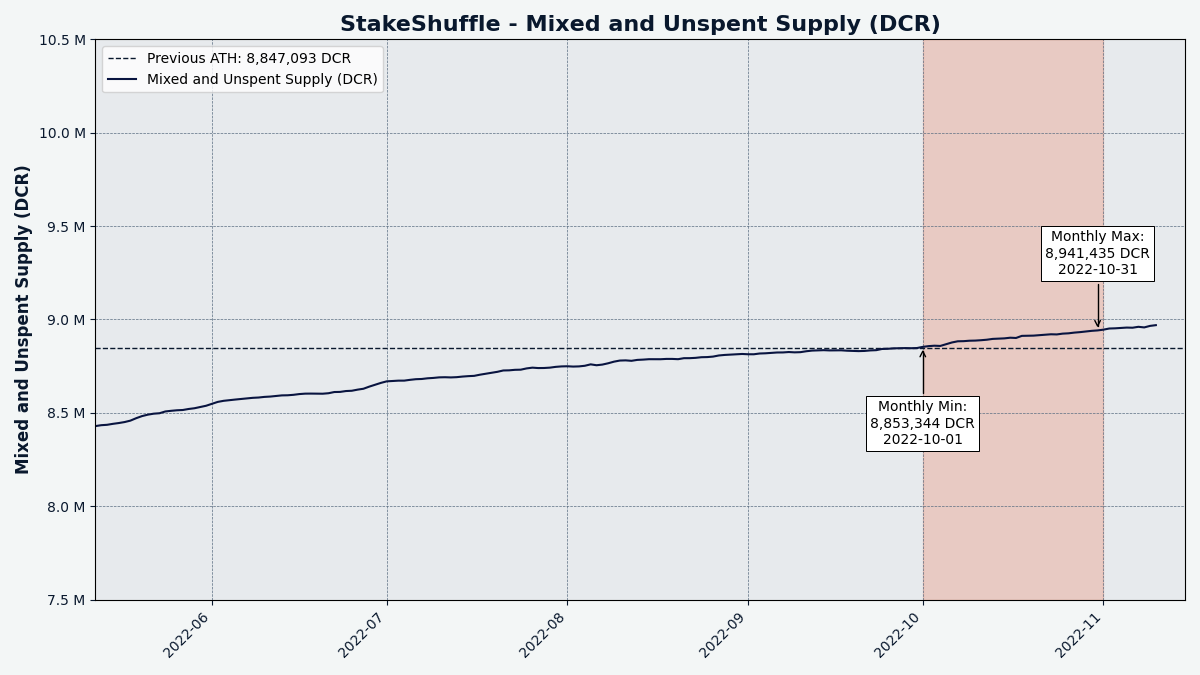 StakeShuffle - Mixed and Unspent Supply (DCR)
Previous ATH: 8,847,093 DCR
Mixed and Unspent Supply (DCR)
Mixed and Unspent Supply (DCR)
10.5 M
10.0 M
9.5 M
9.0 M
8.5 M
8.0 M
7.5 M
Monthly Max:
8,941,435 DCR
2022-10-31
Monthly Min:
8,853,344 DCR
2022-10-01
2022-06
2022-07
2022-08
2022-09
2022-10
2022-11